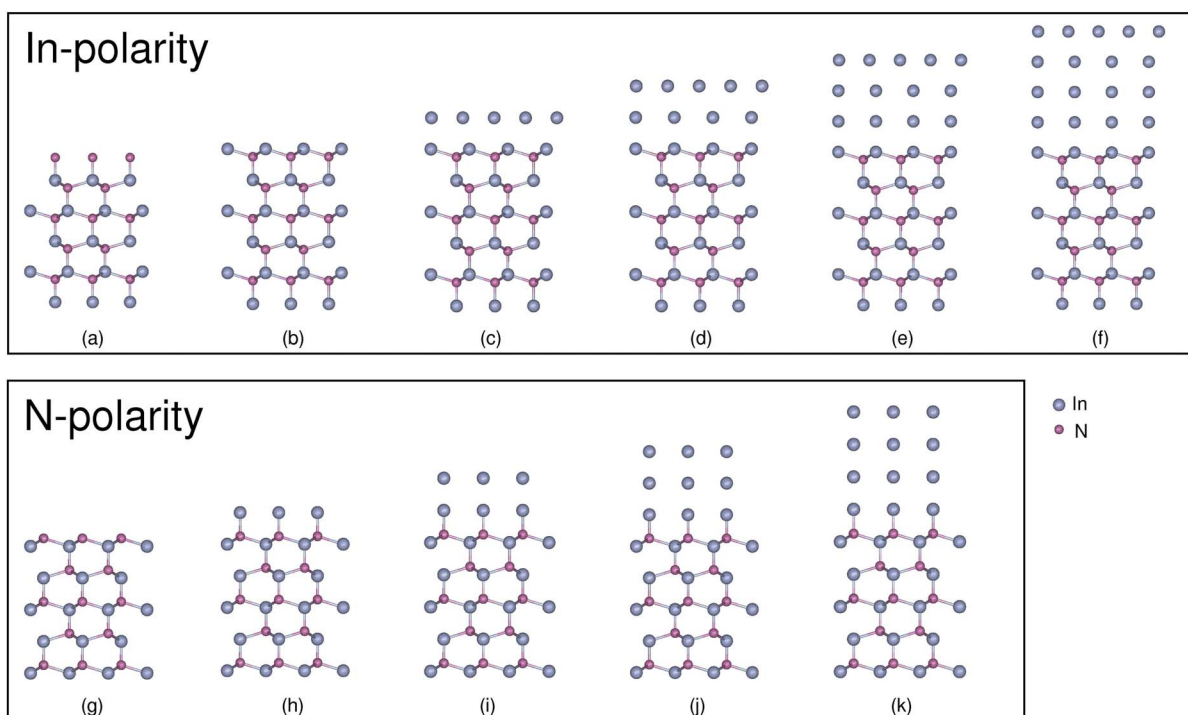 In-polarity
(a) (b) (c) (d) (e) (f)
N-polarity
In
N
(g) (h) (i) (j) (k)